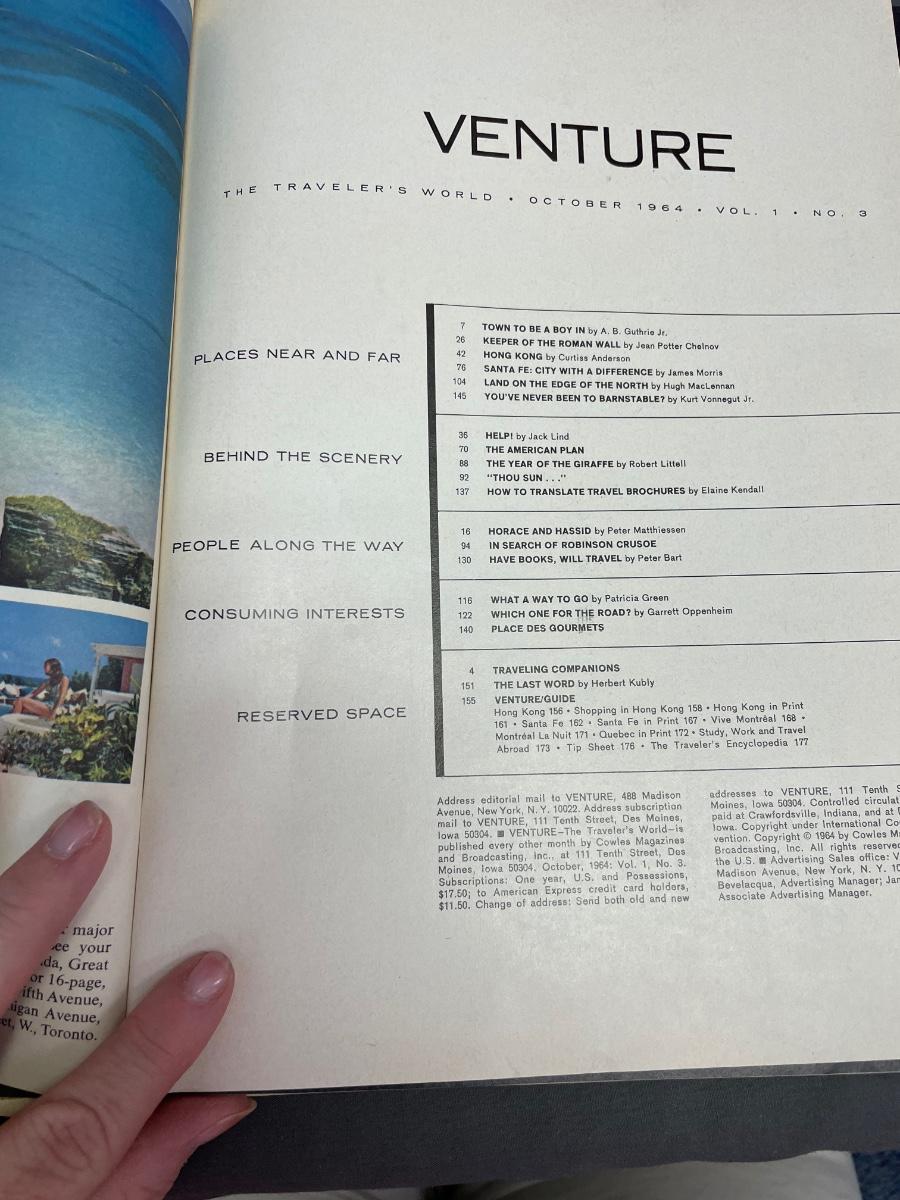 VENTURE
THE TRAVELER'S WORLD • OCTOBER 1964 • VOL. 1 • NO. 3
PLACES NEAR AND FAR
7 TOWN TO BE A BOY IN by A. B. Guthrie Jr.
26 KEEPER OF THE ROMAN WALL by Jean Potter Chelnov
42 HONG KONG by Curtiss Anderson
76 SANTA FE: CITY WITH A DIFFERENCE by James Morris
104 LAND ON THE EDGE OF THE NORTH by Hugh MacLennan
145 YOU'VE NEVER BEEN TO BARNSTABLE? by Kurt Vonnegut Jr.
BEHIND THE SCENERY
36 HELP! by Jack Lind
70 THE AMERICAN PLAN
88 THE YEAR OF THE GIRAFFE by Robert Littell
92 "THOU SUN . . ."
137 HOW TO TRANSLATE TRAVEL BROCHURES by Elaine Kendall
PEOPLE ALONG THE WAY
16 HORACE AND HASSID by Peter Matthiessen
94 IN SEARCH OF ROBINSON CRUSOE
130 HAVE BOOKS, WILL TRAVEL by Peter Bart
CONSUMING INTERESTS
116 WHAT A WAY TO GO by Patricia Green
122 WHICH ONE FOR THE ROAD? by Garrett Oppenheim
140 PLACE DES GOURMETS
RESERVED SPACE
4 TRAVELING COMPANIONS
151 THE LAST WORD by Herbert Kubly
155 VENTURE/GUIDE
Hong Kong 156 • Shopping in Hong Kong 158 • Hong Kong in Print
161 • Santa Fe 162 • Santa Fe in Print 167 • Vive Montréal 168 •
Montréal La Nuit 171 • Quebec in Print 172 • Study, Work and Travel
Abroad 173 • Tip Sheet 176 • The Traveler's Encyclopedia 177
Address editorial mail to VENTURE, 488 Madison
Avenue, New York, N. Y. 10022. Address subscription
mail to VENTURE, 111 Tenth Street, Des Moines,
Iowa 50304. ■ VENTURE—The Traveler's World—is
published every other month by Cowles Magazines
and Broadcasting, Inc., at 111 Tenth Street, Des
Moines, Iowa 50304. October, 1964: Vol. 1, No. 3.
Subscriptions: One year, U.S. and Possessions,
$17.50; to American Express credit card holders,
$11.50. Change of address: Send both old and new
addresses to VENTURE, 111 Tenth
Moines, Iowa 50304. Controlled
paid at Crawfordsville, Indiana, and at
Iowa. Copyright under International
vention. Copyright © 1964 by Cowles
Broadcasting, Inc. All rights
the U.S. ■ Advertising Sales office:
Madison Avenue, New York, N. Y.
Bevelacqua, Advertising Manager;
Associate Advertising Manager.
major
your
Great
or 16-page,
Avenue,
Avenue,
W., Toronto.